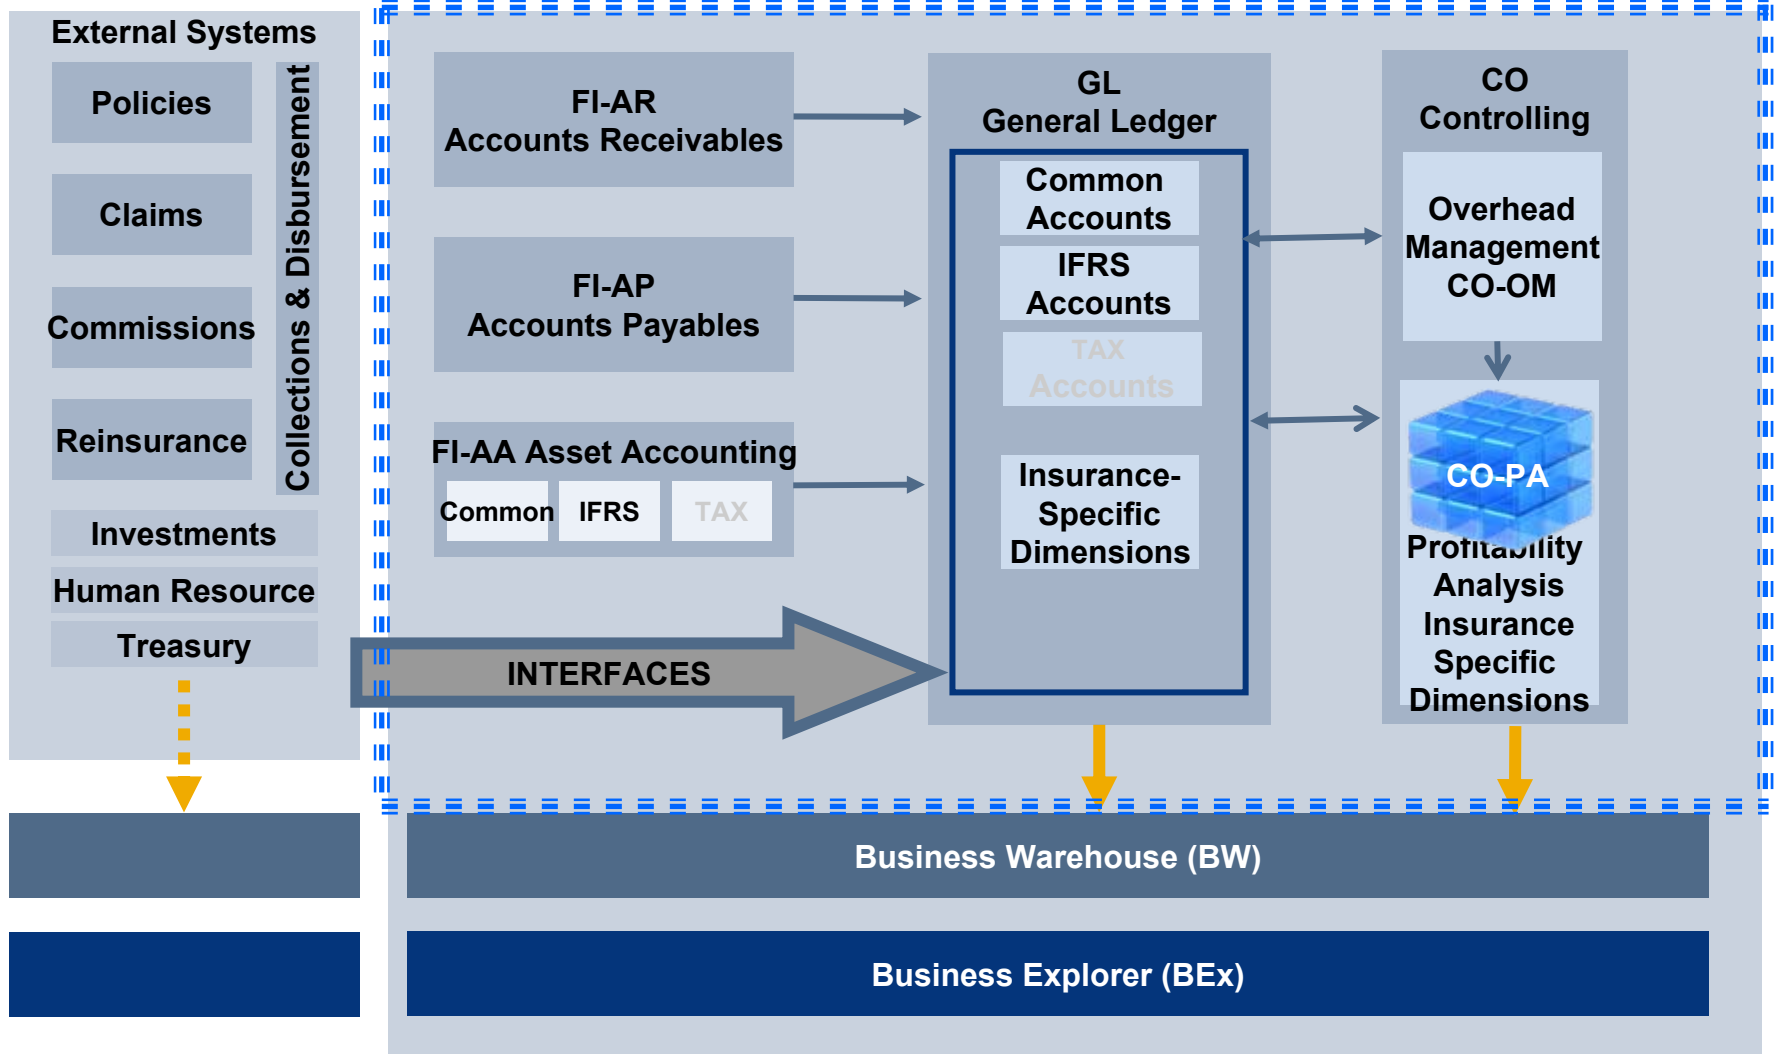 External Systems
Policies
Claims
Commissions
Reinsurance
Collections & Disbursement
Investments
Human Resource
Treasury
FI-AR
Accounts Receivables
FI-AP
Accounts Payables
FI-AA Asset Accounting
Common
IFRS
TAX
INTERFACES
GL
General Ledger
Common
Accounts
IFRS
Accounts
TAX
Accounts
Insurance-
Specific
Dimensions
CO
Controlling
Overhead
Management
CO-OM
CO-PA
Profitability
Analysis
Insurance
Specific
Dimensions
Business Warehouse (BW)
Business Explorer (BEx)